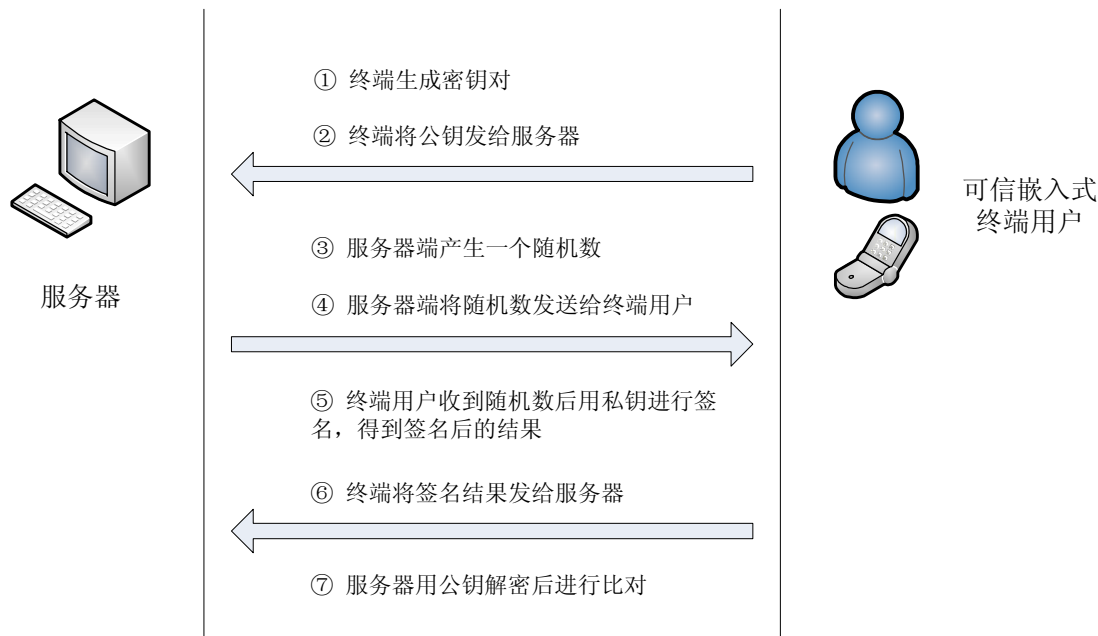 ① 终端生成密钥对
② 终端将公钥发给服务器
可信嵌入式
终端用户
③ 服务器端产生一个随机数
服务器
④ 服务器端将随机数发送给终端用户
⑤ 终端用户收到随机数后用私钥进行签
名，得到签名后的结果
⑥ 终端将签名结果发给服务器
⑦ 服务器用公钥解密后进行比对